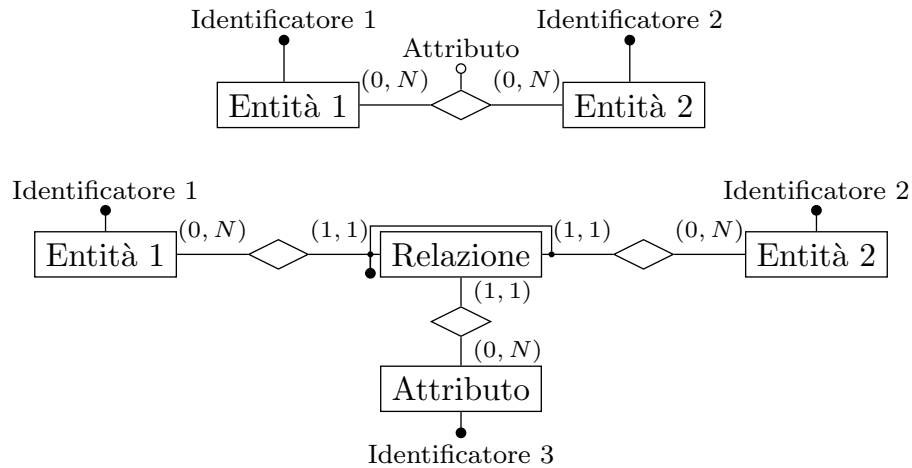 Identificatore 1
Identificatore 2
Attributo
(0, N)
(0, N)
Entità 1
Entità 2
Identificatore 1
Identificatore 2
(0, N)
(1, 1)
(1, 1)
(0, N)
Entità 1
Relazione
Entità 2
(1, 1)
(0, N)
Attributo
Identificatore 3